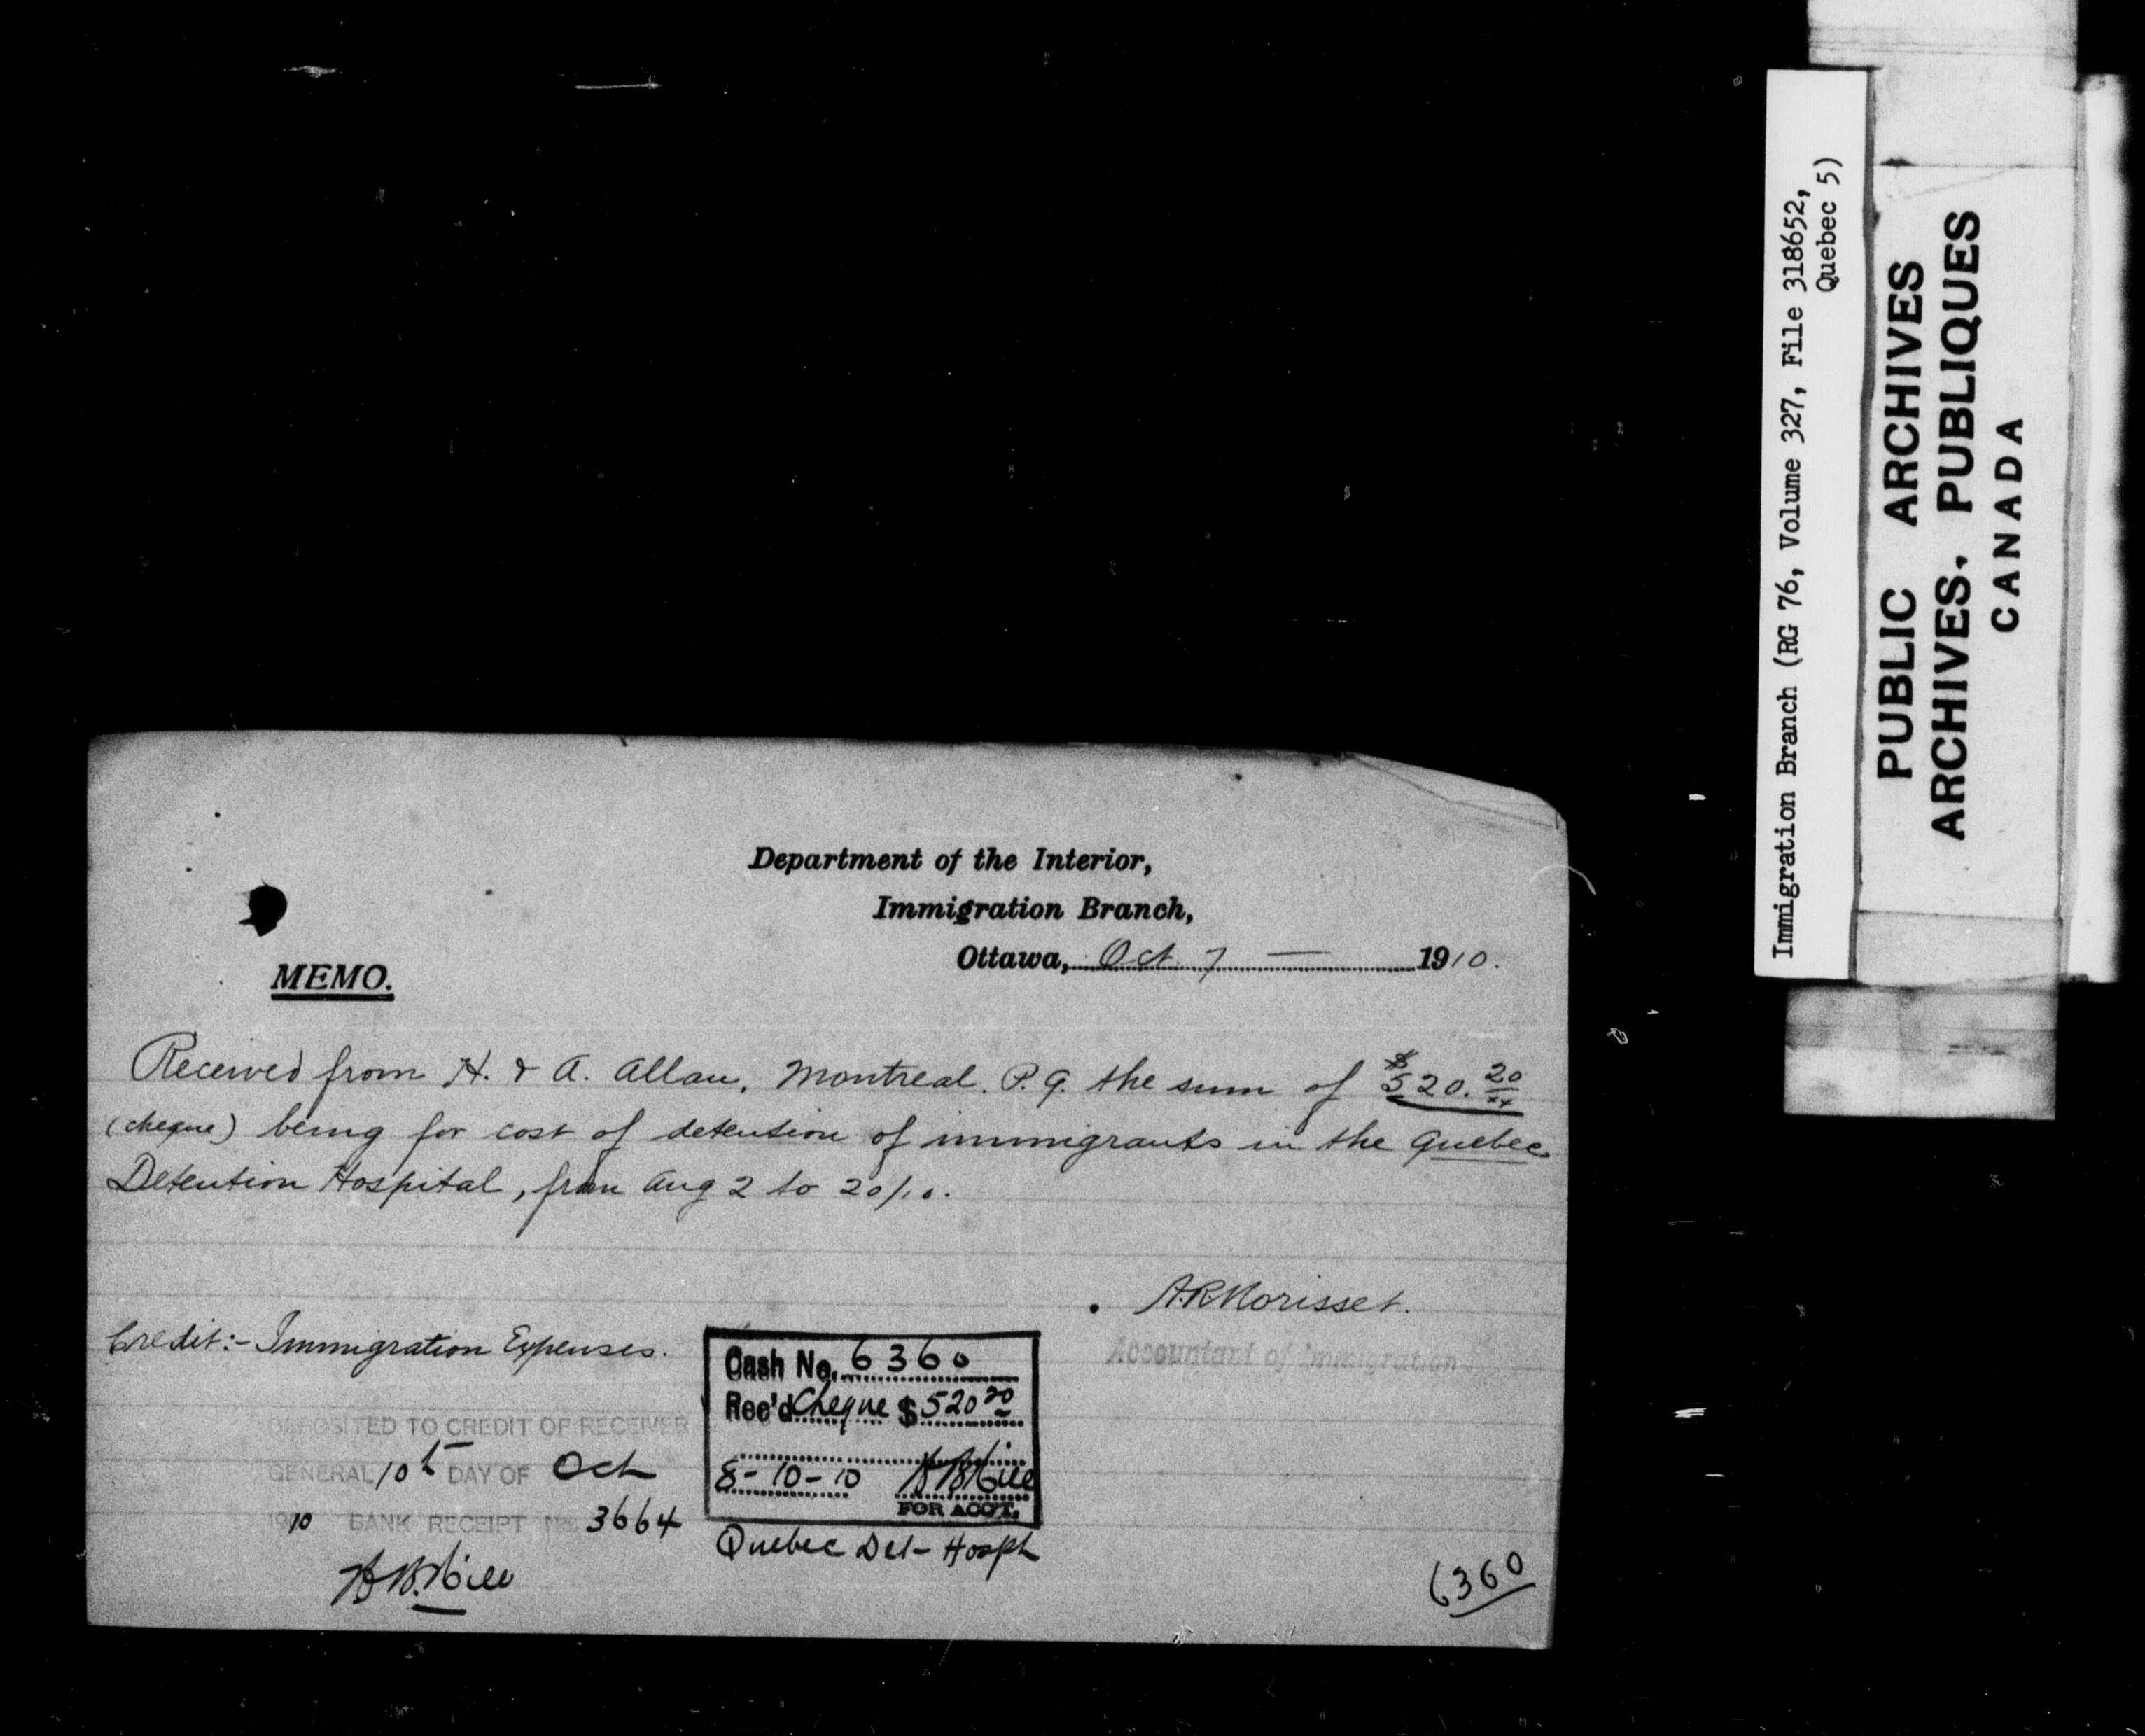 Department of the Interior,
Immigration Branch,
Ottawa, Oct 7 — 1910.
MEMO.
Received from H. & A. Allan, Montreal. P.Q. the sum of $520. 20/xx
(cheque) being for cost of detention of immigrants in the Quebec
Detention Hospital, from Aug 2 to 20/10.
A.R. Morisset.
Accountant of Immigration
Credit:- Immigration Expenses.
Cash No. 6360
Rec'd Cheque $ 520 20
8-10-10
FOR ACCT.
Quebec Det- Hospt
DEPOSITED TO CREDIT OF RECEIVER
GENERAL 10th DAY OF Oct
1910 BANK RECEIPT No. 3664
6360
Immigration Branch (RG 76, Volume 327, File 318652,
Quebec 5)
PUBLIC ARCHIVES
ARCHIVES. PUBLIQUES
CANADA